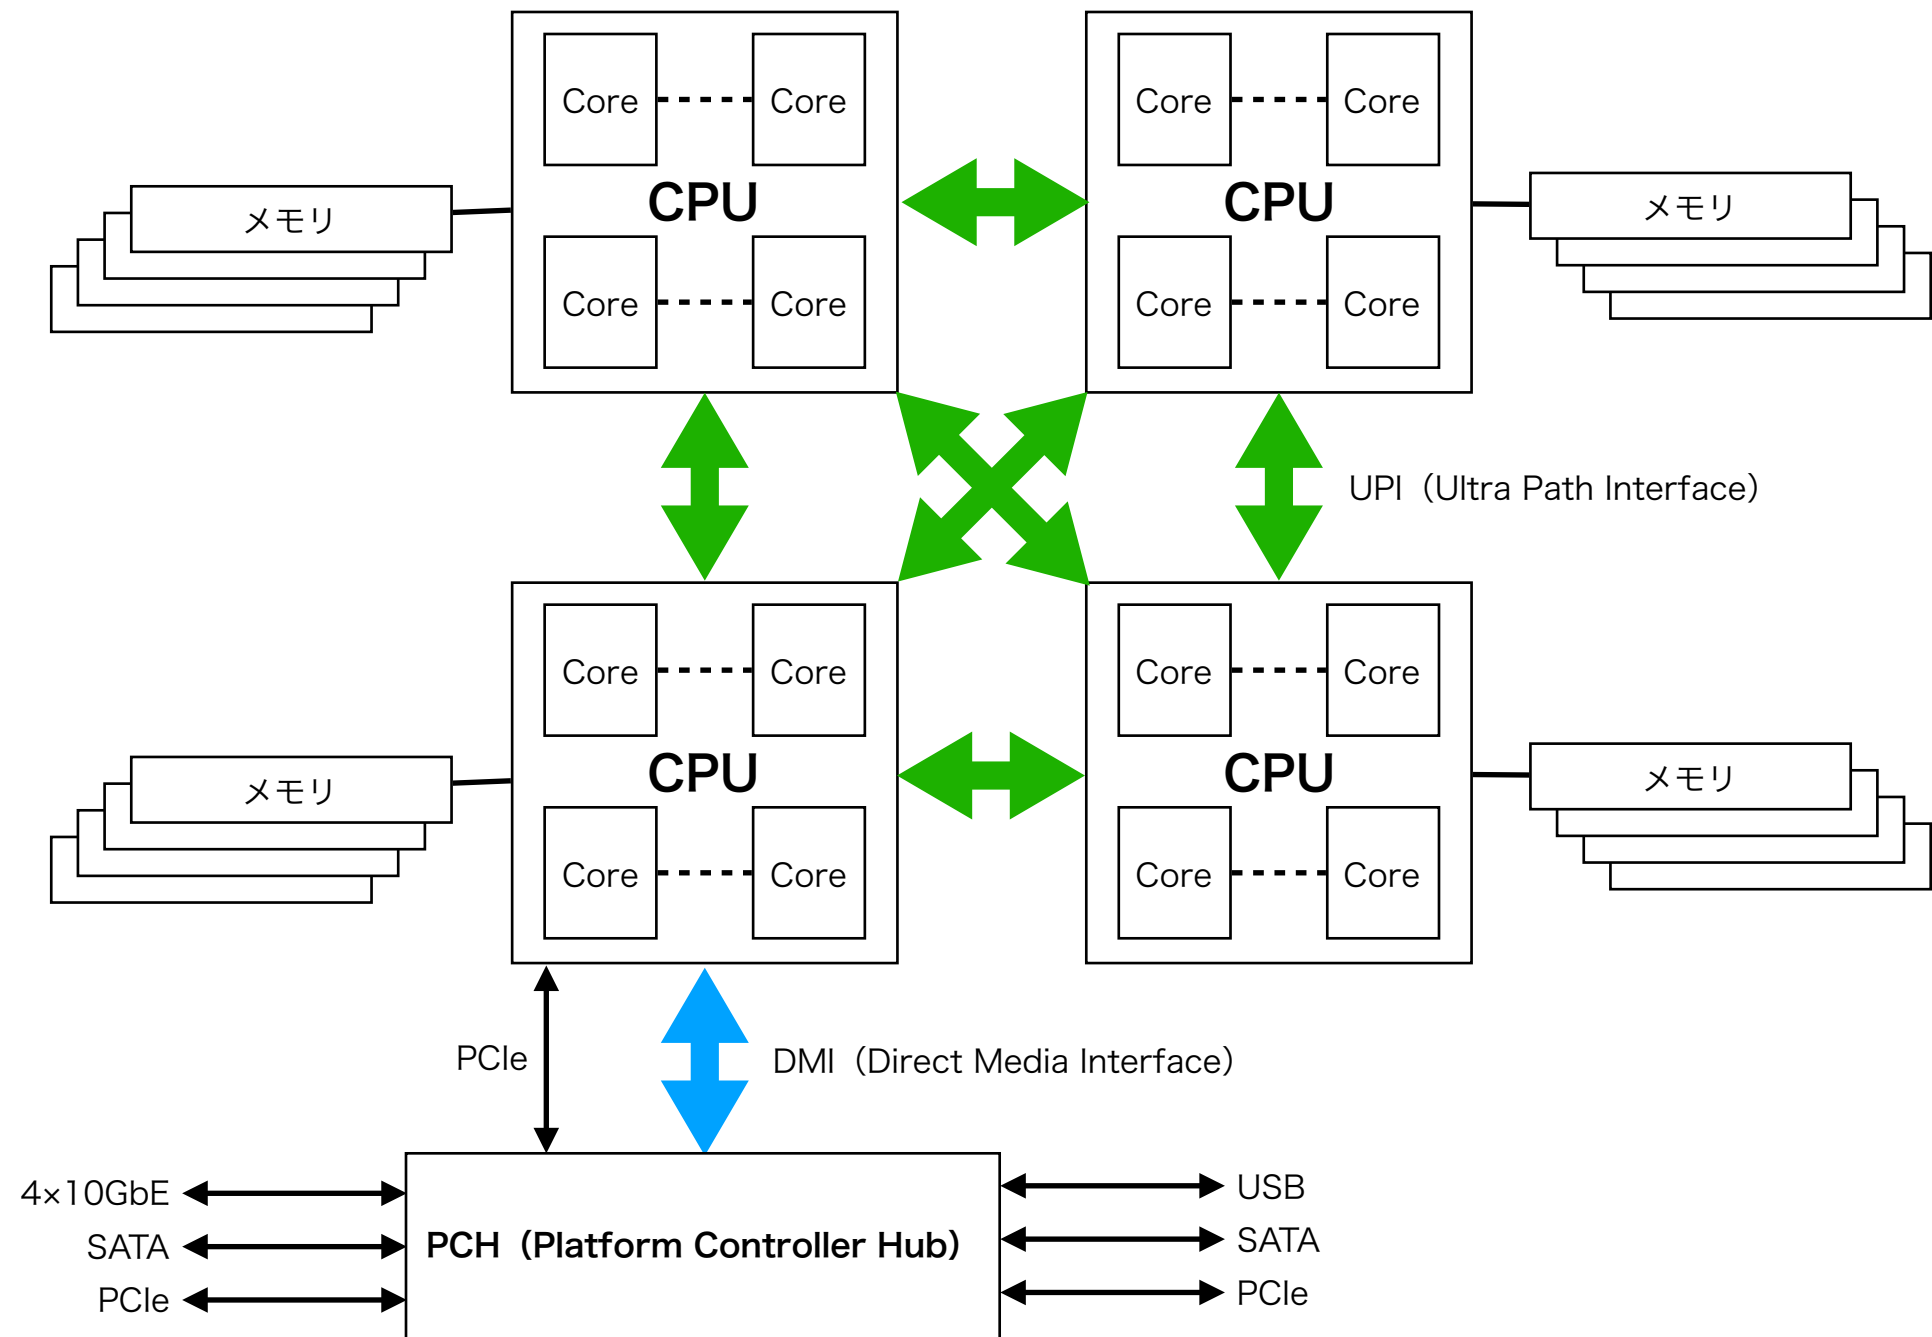 Core Core Core Core
メモリ CPU CPU メモリ
Core Core Core Core
UPI（Ultra Path Interface）
Core Core Core Core
メモリ CPU CPU メモリ
Core Core Core Core
PCIe DMI（Direct Media Interface）
4×10GbE USB
SATA PCH（Platform Controller Hub） SATA
PCIe PCIe